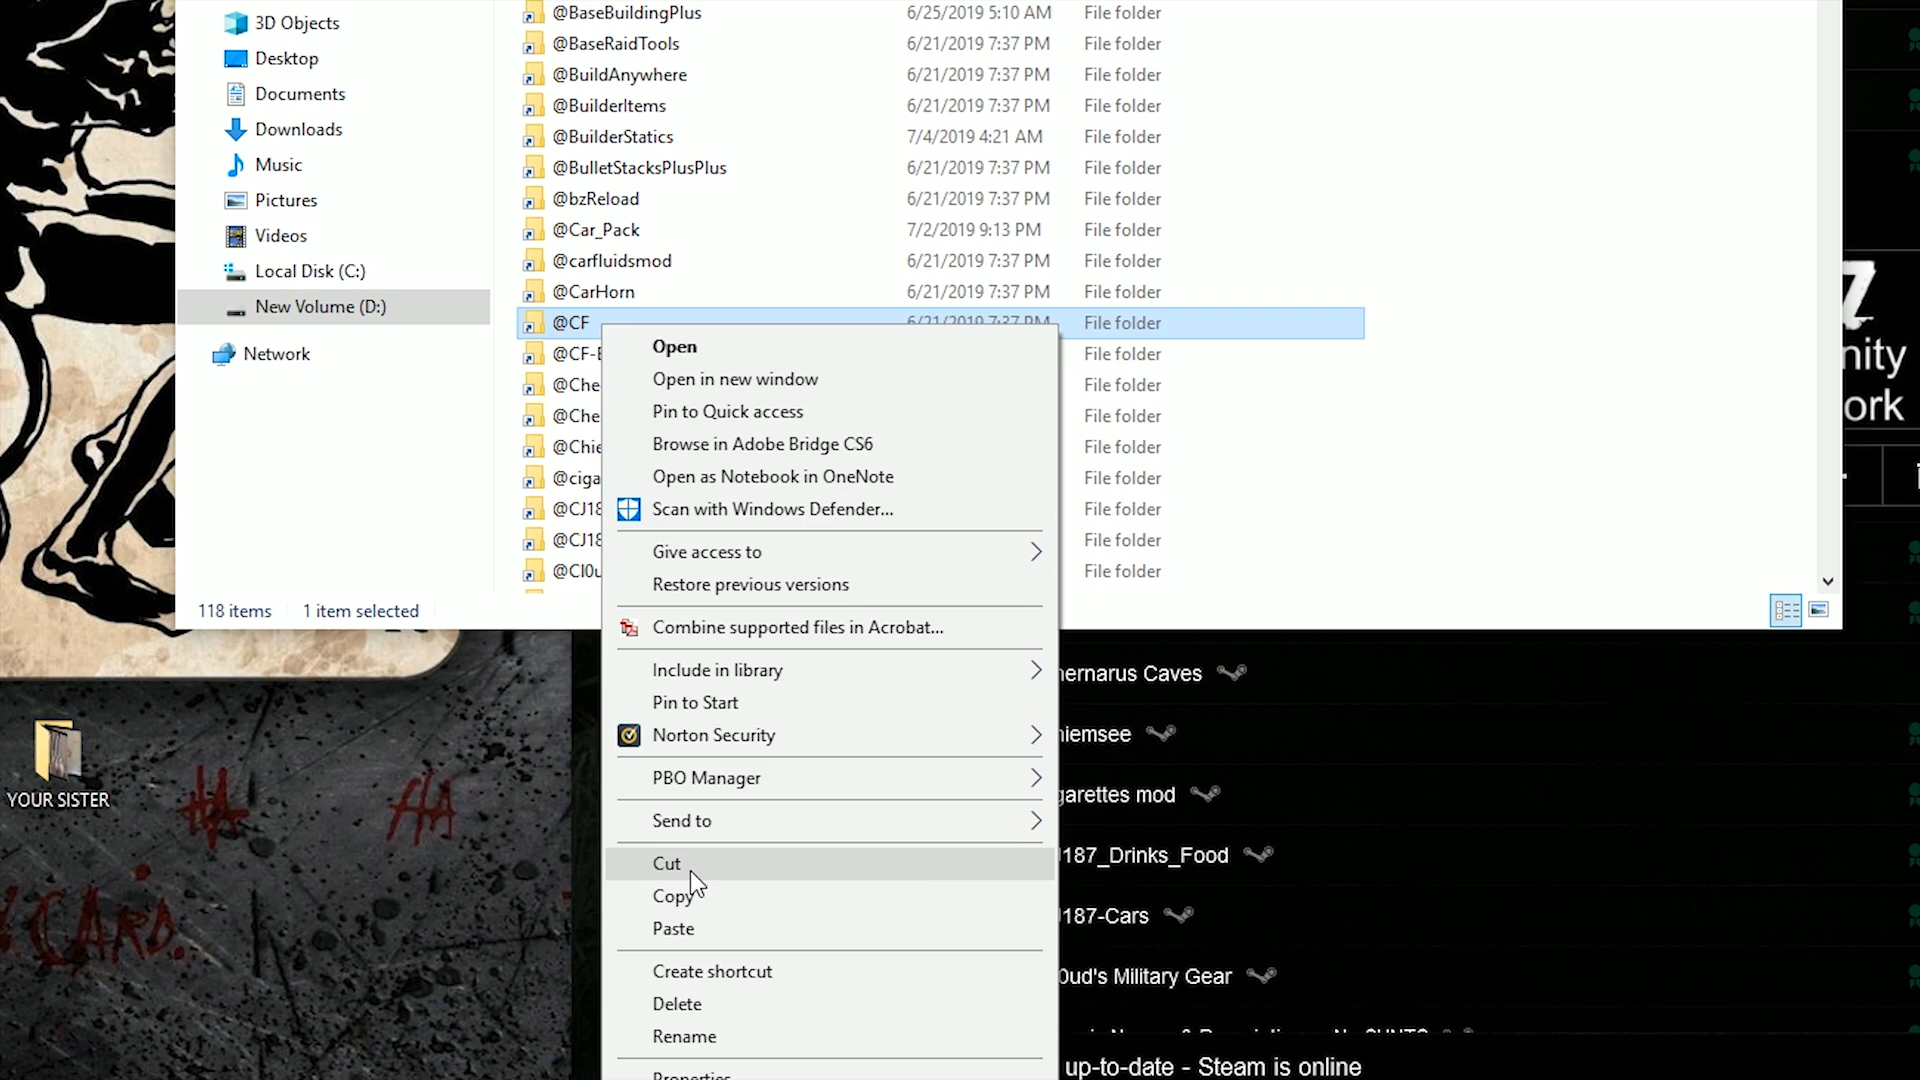 3D Objects
Desktop
Documents
Downloads
Music
Pictures
Videos
Local Disk (C:)
New Volume (D:)
Network
@BaseBuildingPlus 6/25/2019 5:10 AM File folder
@BaseRaidTools 6/21/2019 7:37 PM File folder
@BuildAnywhere 6/21/2019 7:37 PM File folder
@BuilderItems 6/21/2019 7:37 PM File folder
@BuilderStatics 7/4/2019 4:21 AM File folder
@BulletStacksPlusPlus 6/21/2019 7:37 PM File folder
@bzReload 6/21/2019 7:37 PM File folder
@Car_Pack 7/2/2019 9:13 PM File folder
@carfluidsmod 6/21/2019 7:37 PM File folder
@CarHorn 6/21/2019 7:37 PM File folder
@CF 6/21/2019 7:37 PM File folder
@CF- File folder
@Che File folder
@Che File folder
@Chie File folder
@ciga File folder
@CJ18 File folder
@CJ18 File folder
@Cl0u File folder
118 items 1 item selected
Open
Open in new window
Pin to Quick access
Browse in Adobe Bridge CS6
Open as Notebook in OneNote
Scan with Windows Defender...
Give access to
Restore previous versions
Combine supported files in Acrobat...
Include in library
Pin to Start
Norton Security
PBO Manager
Send to
Cut
Copy
Paste
Create shortcut
Delete
Rename
Properties
nity
ork
hernarus Caves
hiemsee
garettes mod
J187_Drinks_Food
J187-Cars
0ud's Military Gear
up-to-date - Steam is online
YOUR SISTER
HA HA
CARD.